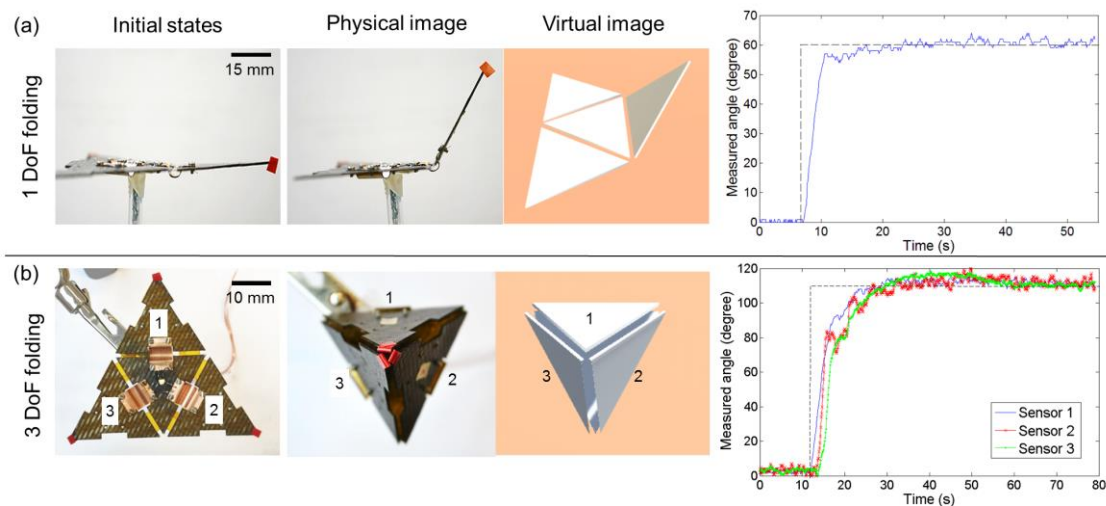 Initial states
Physical image
Virtual image
(a)
1 DoF folding
15 mm
Measured angle (degree)
70
60
50
40
30
20
10
0
0 10 20 30 40 50
Time (s)
(b)
3 DoF folding
10 mm
1
3
2
1
3
2
1
3
2
Measured angle (degree)
120
100
80
60
40
20
0
Sensor 1
Sensor 2
Sensor 3
0 10 20 30 40 50 60 70 80
Time (s)